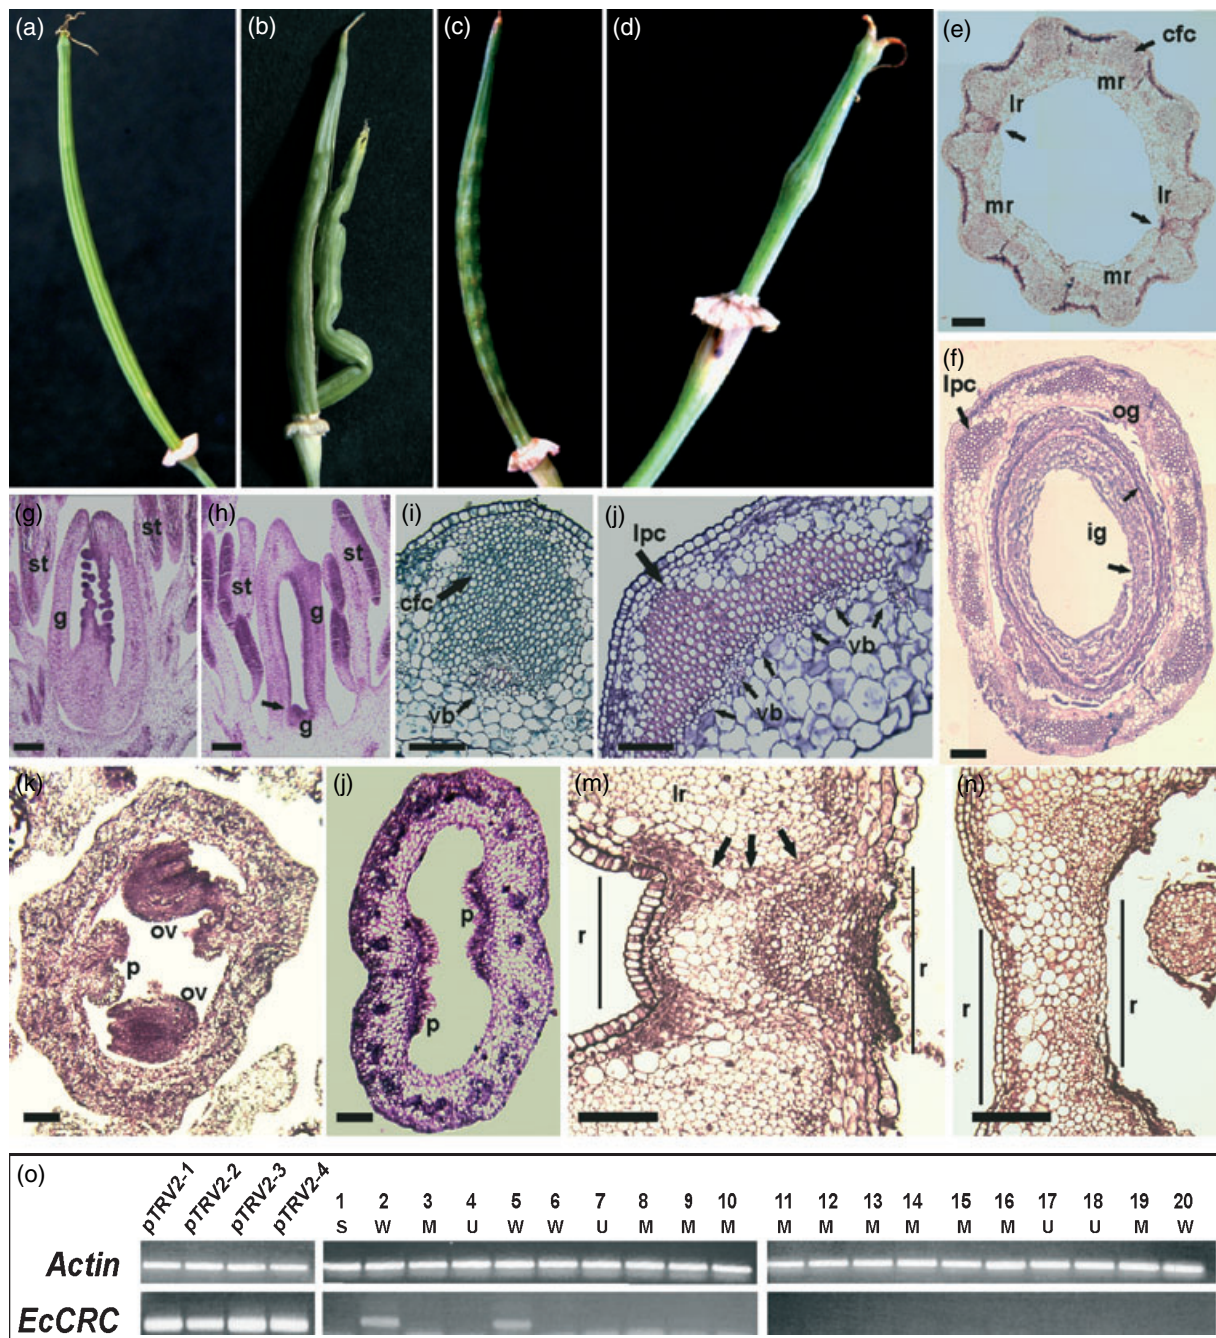 (a)
(b)
(c)
(d)
(e)
cfc
mr
lr
lr
mr
mr
(f)
lpc
og
ig
(g)
st
st
g
(h)
st
st
g
g
(i)
cfc
vb
(j)
lpc
vb
vb
(k)
ov
p
ov
(j)
p
p
(m)
lr
r
r
(n)
r
r
(o)
pTRV2-1 pTRV2-2 pTRV2-3 pTRV2-4 1 2 3 4 5 6 7 8 9 10 11 12 13 14 15 16 17 18 19 20
S W M U W W U M M M M M M M M M U U M W
Actin
EcCRC